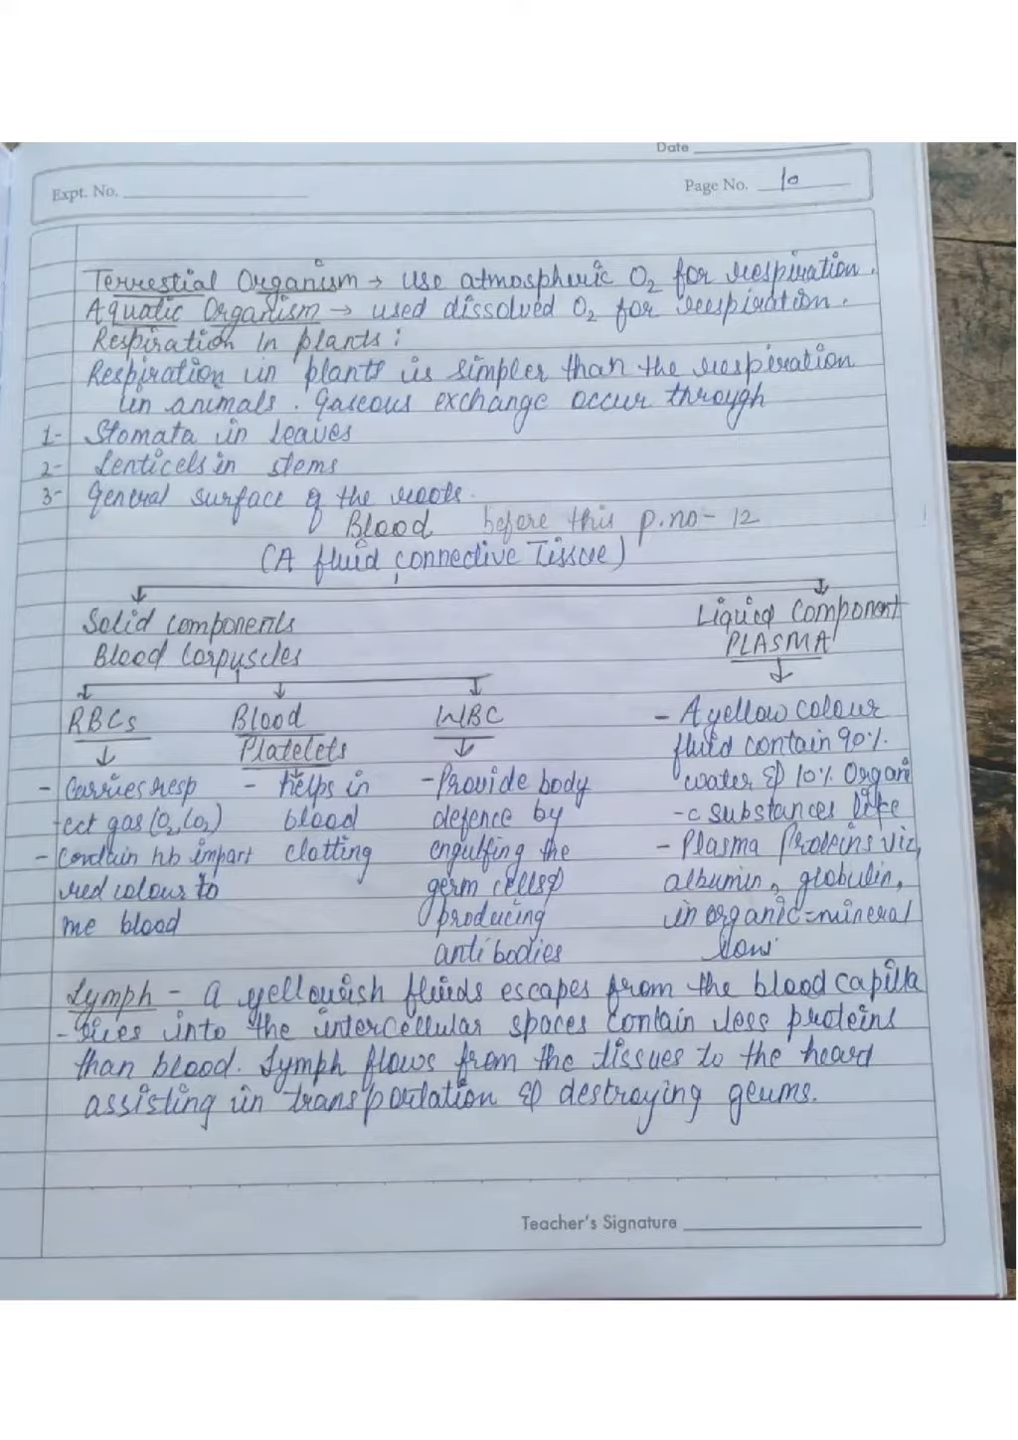 Date
Expt. No.
Page No. 10
Terrestial Organism → use atmospheric O2 for respiration.
Aquatic Organism → used dissolved O2 for respiration.
Respiration in plants :
Respiration in plants is simpler than the respiration
in animals. Gaseous exchange occur through
1- Stomata in leaves
2- Lenticels in stems
3- General surface of the roots.
Blood before this p.no- 12
(A fluid connective Tissue)
Solid components
Blood Corpuscles
Liquid Component
PLASMA
RBCs
- Carries resp
ect gas (O2, CO2)
- Contain hb impart
red colour to
me blood
Blood
Platelets
- helps in
blood
clotting
WBC
- Provide body
defence by
engulfing the
germ cells &
producing
antibodies
- A yellow colour
fluid contain 90%
water & 10% Organi
-c substances like
- Plasma Proteins viz,
albumin, globulin,
in organic=mineral
Lymph - a yellowish fluids escapes from the blood capilla
-ries into the intercellular spaces contain less proteins
than blood. Lymph flows from the tissues to the heard
assisting in transportation & destroying geums.
Teacher's Signature